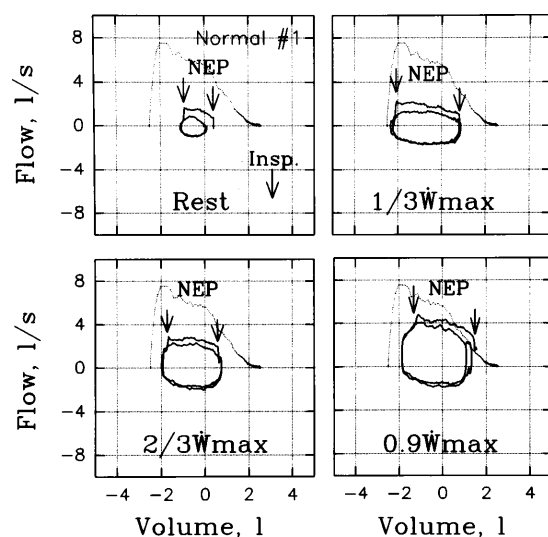 Normal #1
NEP
Insp.
Rest
NEP
1/3Ẇmax
NEP
2/3Ẇmax
NEP
0.9Ẇmax
Flow, l/s
8
4
0
-4
-8
Flow, l/s
8
4
0
-4
-8
-4 -2 0 2 4
-4 -2 0 2 4
Volume, l
Volume, l